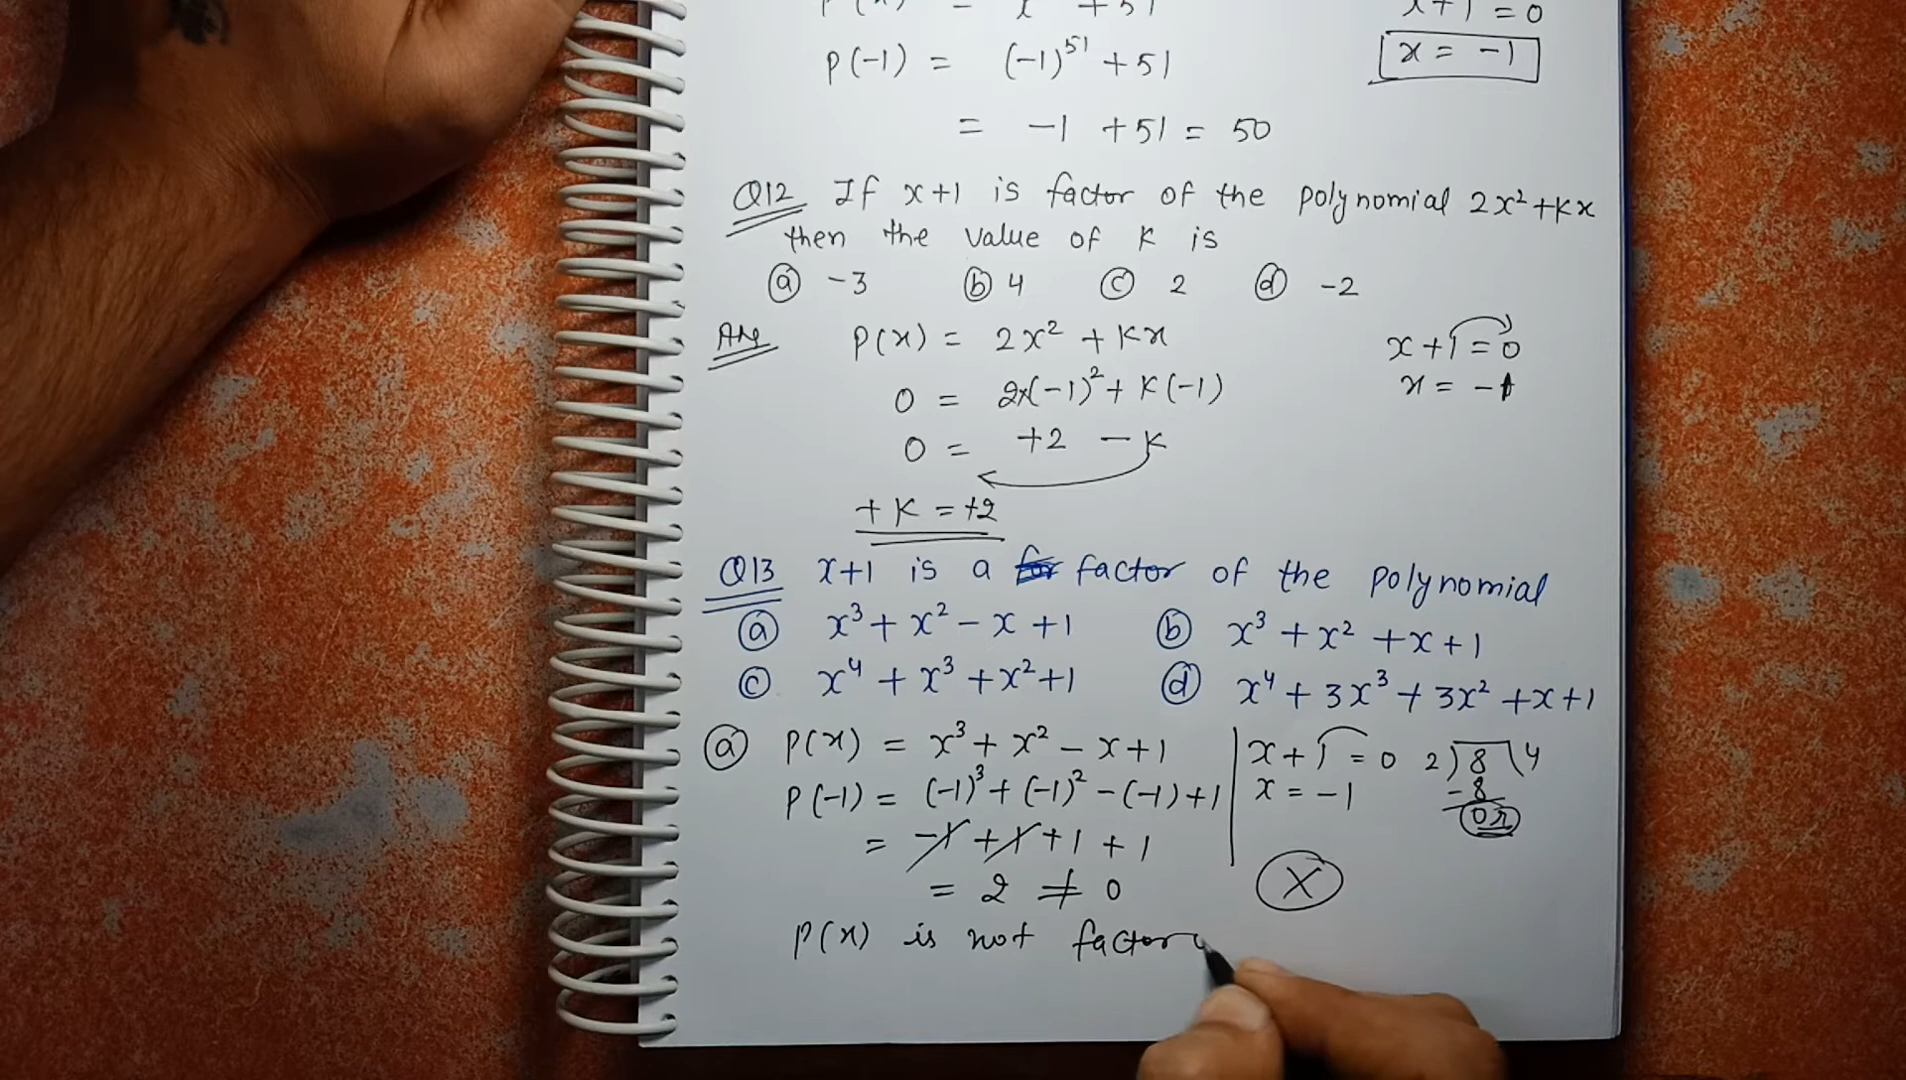 x+1 = 0
P(-1) = (-1)^51 + 51
x = -1
= -1 + 51 = 50
Q12 If x+1 is factor of the polynomial 2x²+Kx
then the value of K is
ⓐ -3 ⓑ 4 ⓒ 2 ⓓ -2
Ans P(x) = 2x² + Kx
x+1=0
0 = 2×(-1)²+ K(-1)
x = -1
0 = +2 - K
+K = +2
Q13 x+1 is a factor of the polynomial
ⓐ x³ + x² - x + 1 ⓑ x³ + x² + x + 1
ⓒ x⁴ + x³ + x² + 1 ⓓ x⁴ + 3x³ + 3x² + x + 1
ⓐ P(x) = x³ + x² - x + 1
P(-1) = (-1)³ + (-1)² - (-1) + 1
= -1 + 1 + 1 + 1
= 2 ≠ 0
P(x) is not factor
x + 1 = 0
x = -1
2)8(4
-8
X